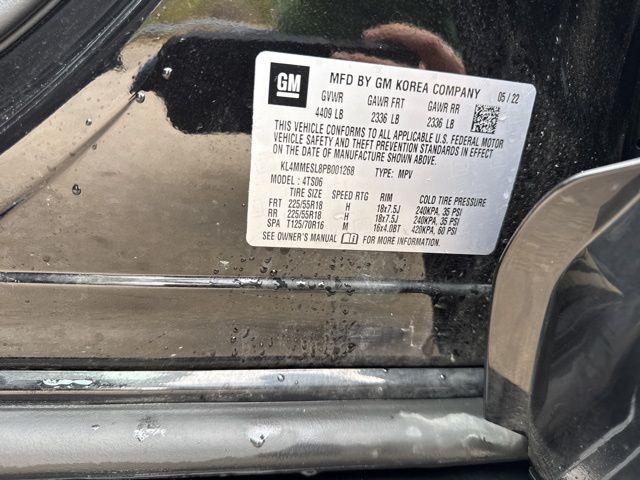 GM
MFD BY GM KOREA COMPANY 05 / 22
GVWR GAWR FRT GAWR RR
4409 LB 2336 LB 2336 LB
THIS VEHICLE CONFORMS TO ALL APPLICABLE U.S. FEDERAL MOTOR
VEHICLE SAFETY AND THEFT PREVENTION STANDARDS IN EFFECT
ON THE DATE OF MANUFACTURE SHOWN ABOVE.
KL4MMESL8PB001268 TYPE: MPV
MODEL: 4TS06
TIRE SIZE SPEED RTG RIM COLD TIRE PRESSURE
FRT 225/55R18 H 18x7.5J 240KPA, 35 PSI
RR 225/55R18 H 18x7.5J 240KPA, 35 PSI
SPA T125/70R16 M 16x4.0BT 420KPA, 60 PSI
SEE OWNER'S MANUAL FOR MORE INFORMATION.